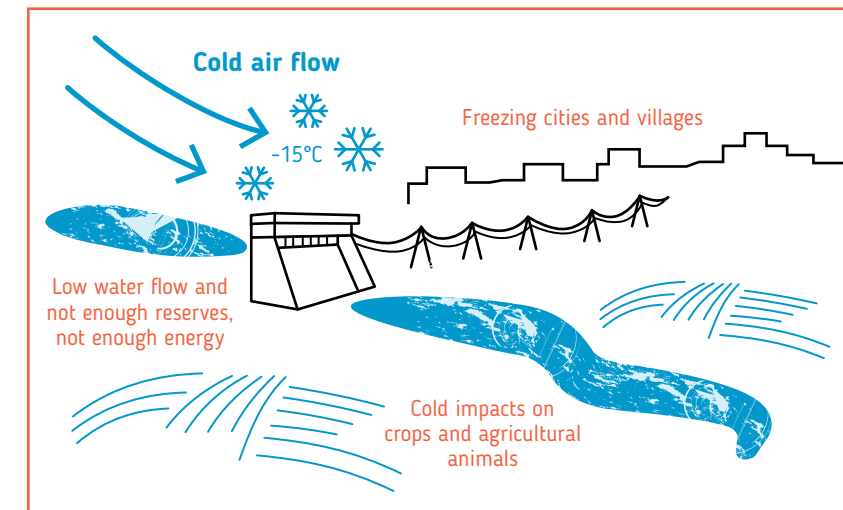 Cold air flow
-15°C
Freezing cities and villages
Low water flow and
not enough reserves,
not enough energy
Cold impacts on
crops and agricultural
animals